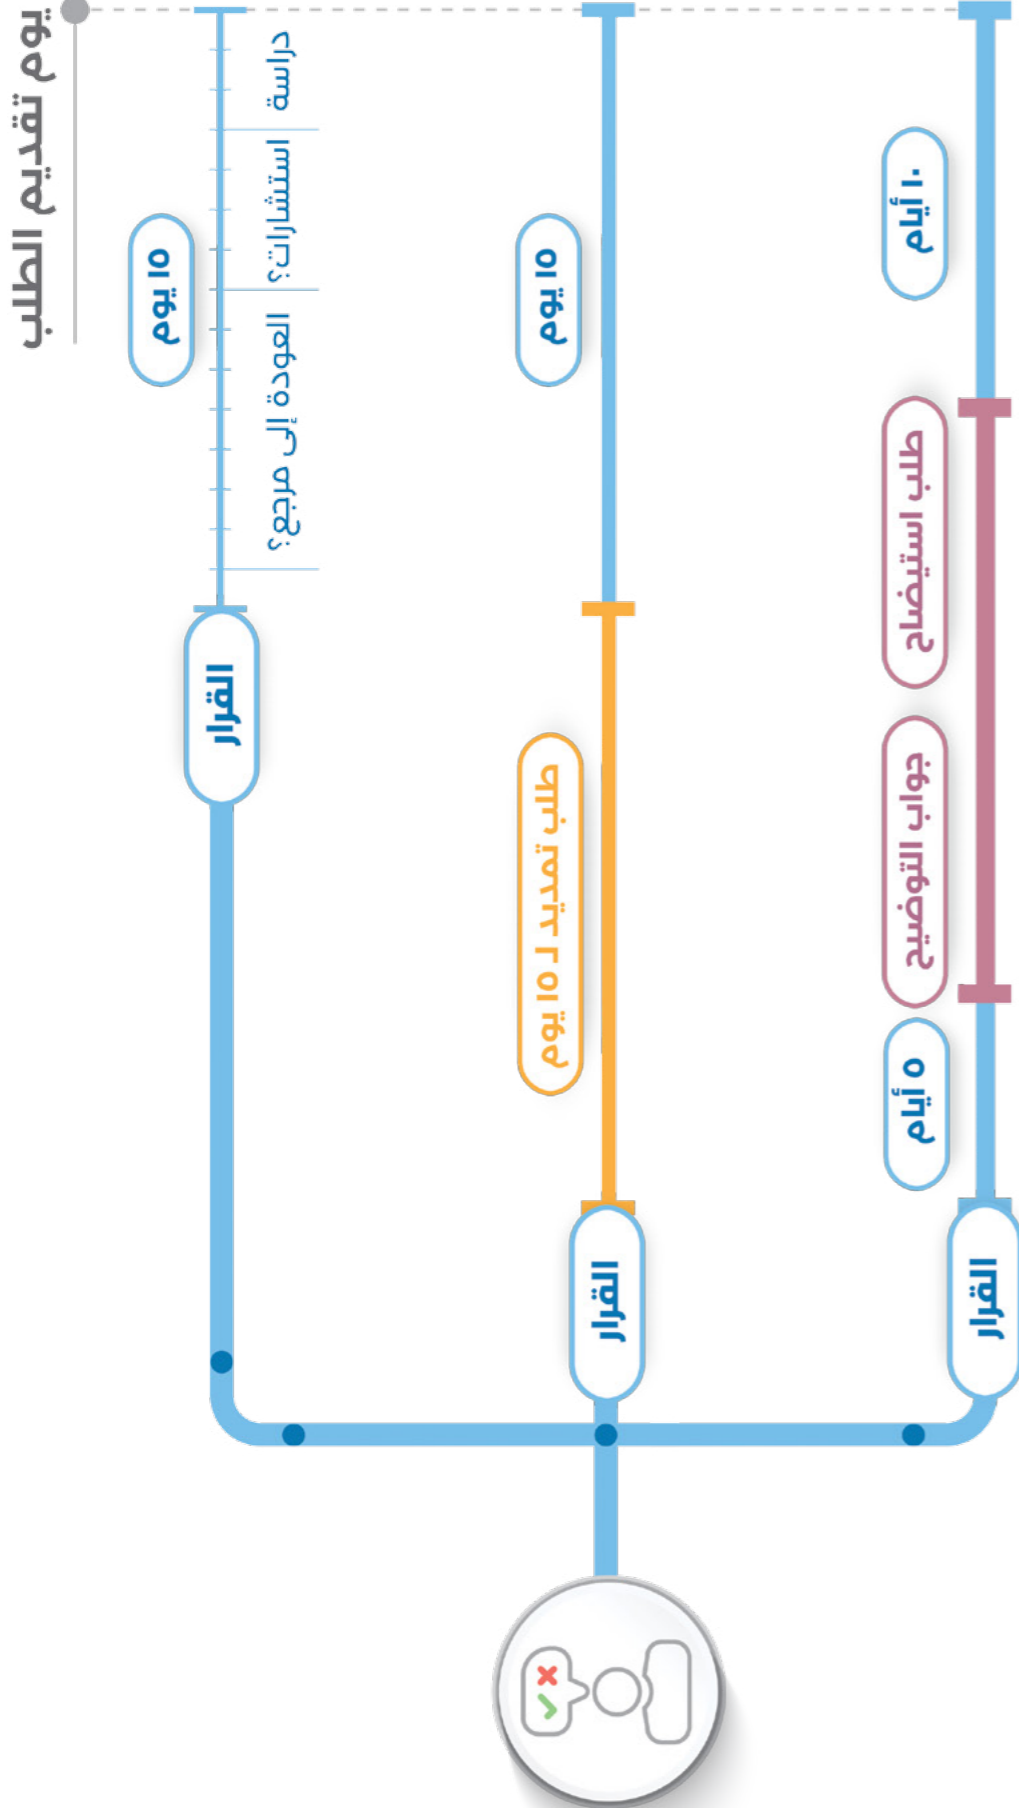 يوم تقديم الطلب
دراسة
استشارات؟
العودة إلى مرجع؟
١٥ يوم
القرار
١٥ يوم
طلب تمديد لـ ١٥ يوم
القرار
١٠ أيام
طلب استيضاح
جواب التوضيح
٥ أيام
القرار